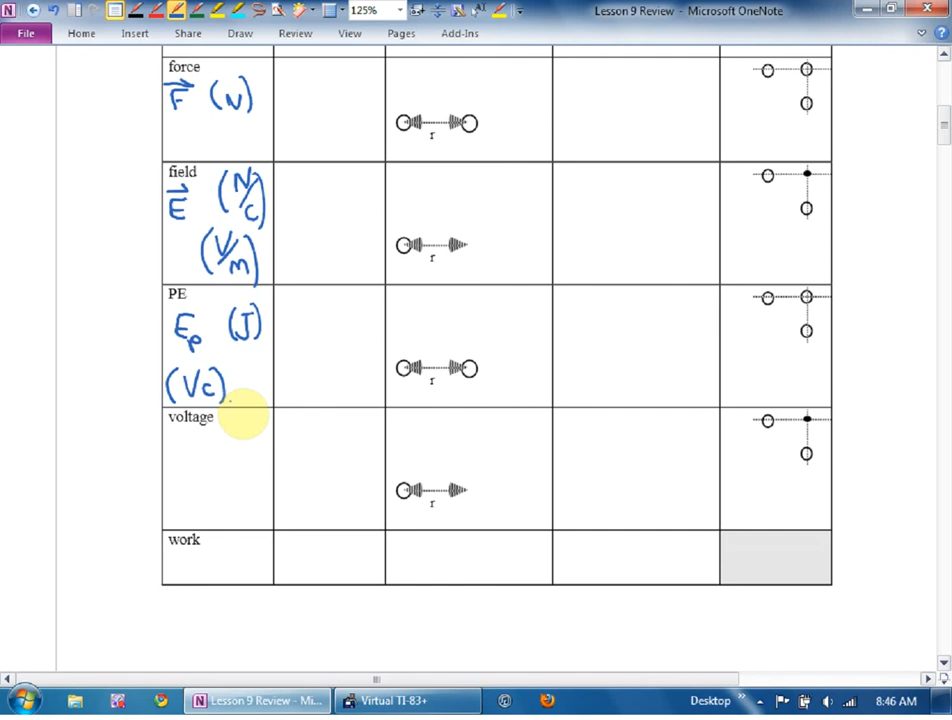 125%
Lesson 9 Review - Microsoft OneNote
File Home Insert Share Draw Review View Pages Add-Ins
force
F (N)
r
field
E (N/C)
(V/m)
r
PE
Ep (J)
(VC)
r
voltage
r
work
Lesson 9 Review - Mi... Virtual TI-83+ Desktop 8:46 AM